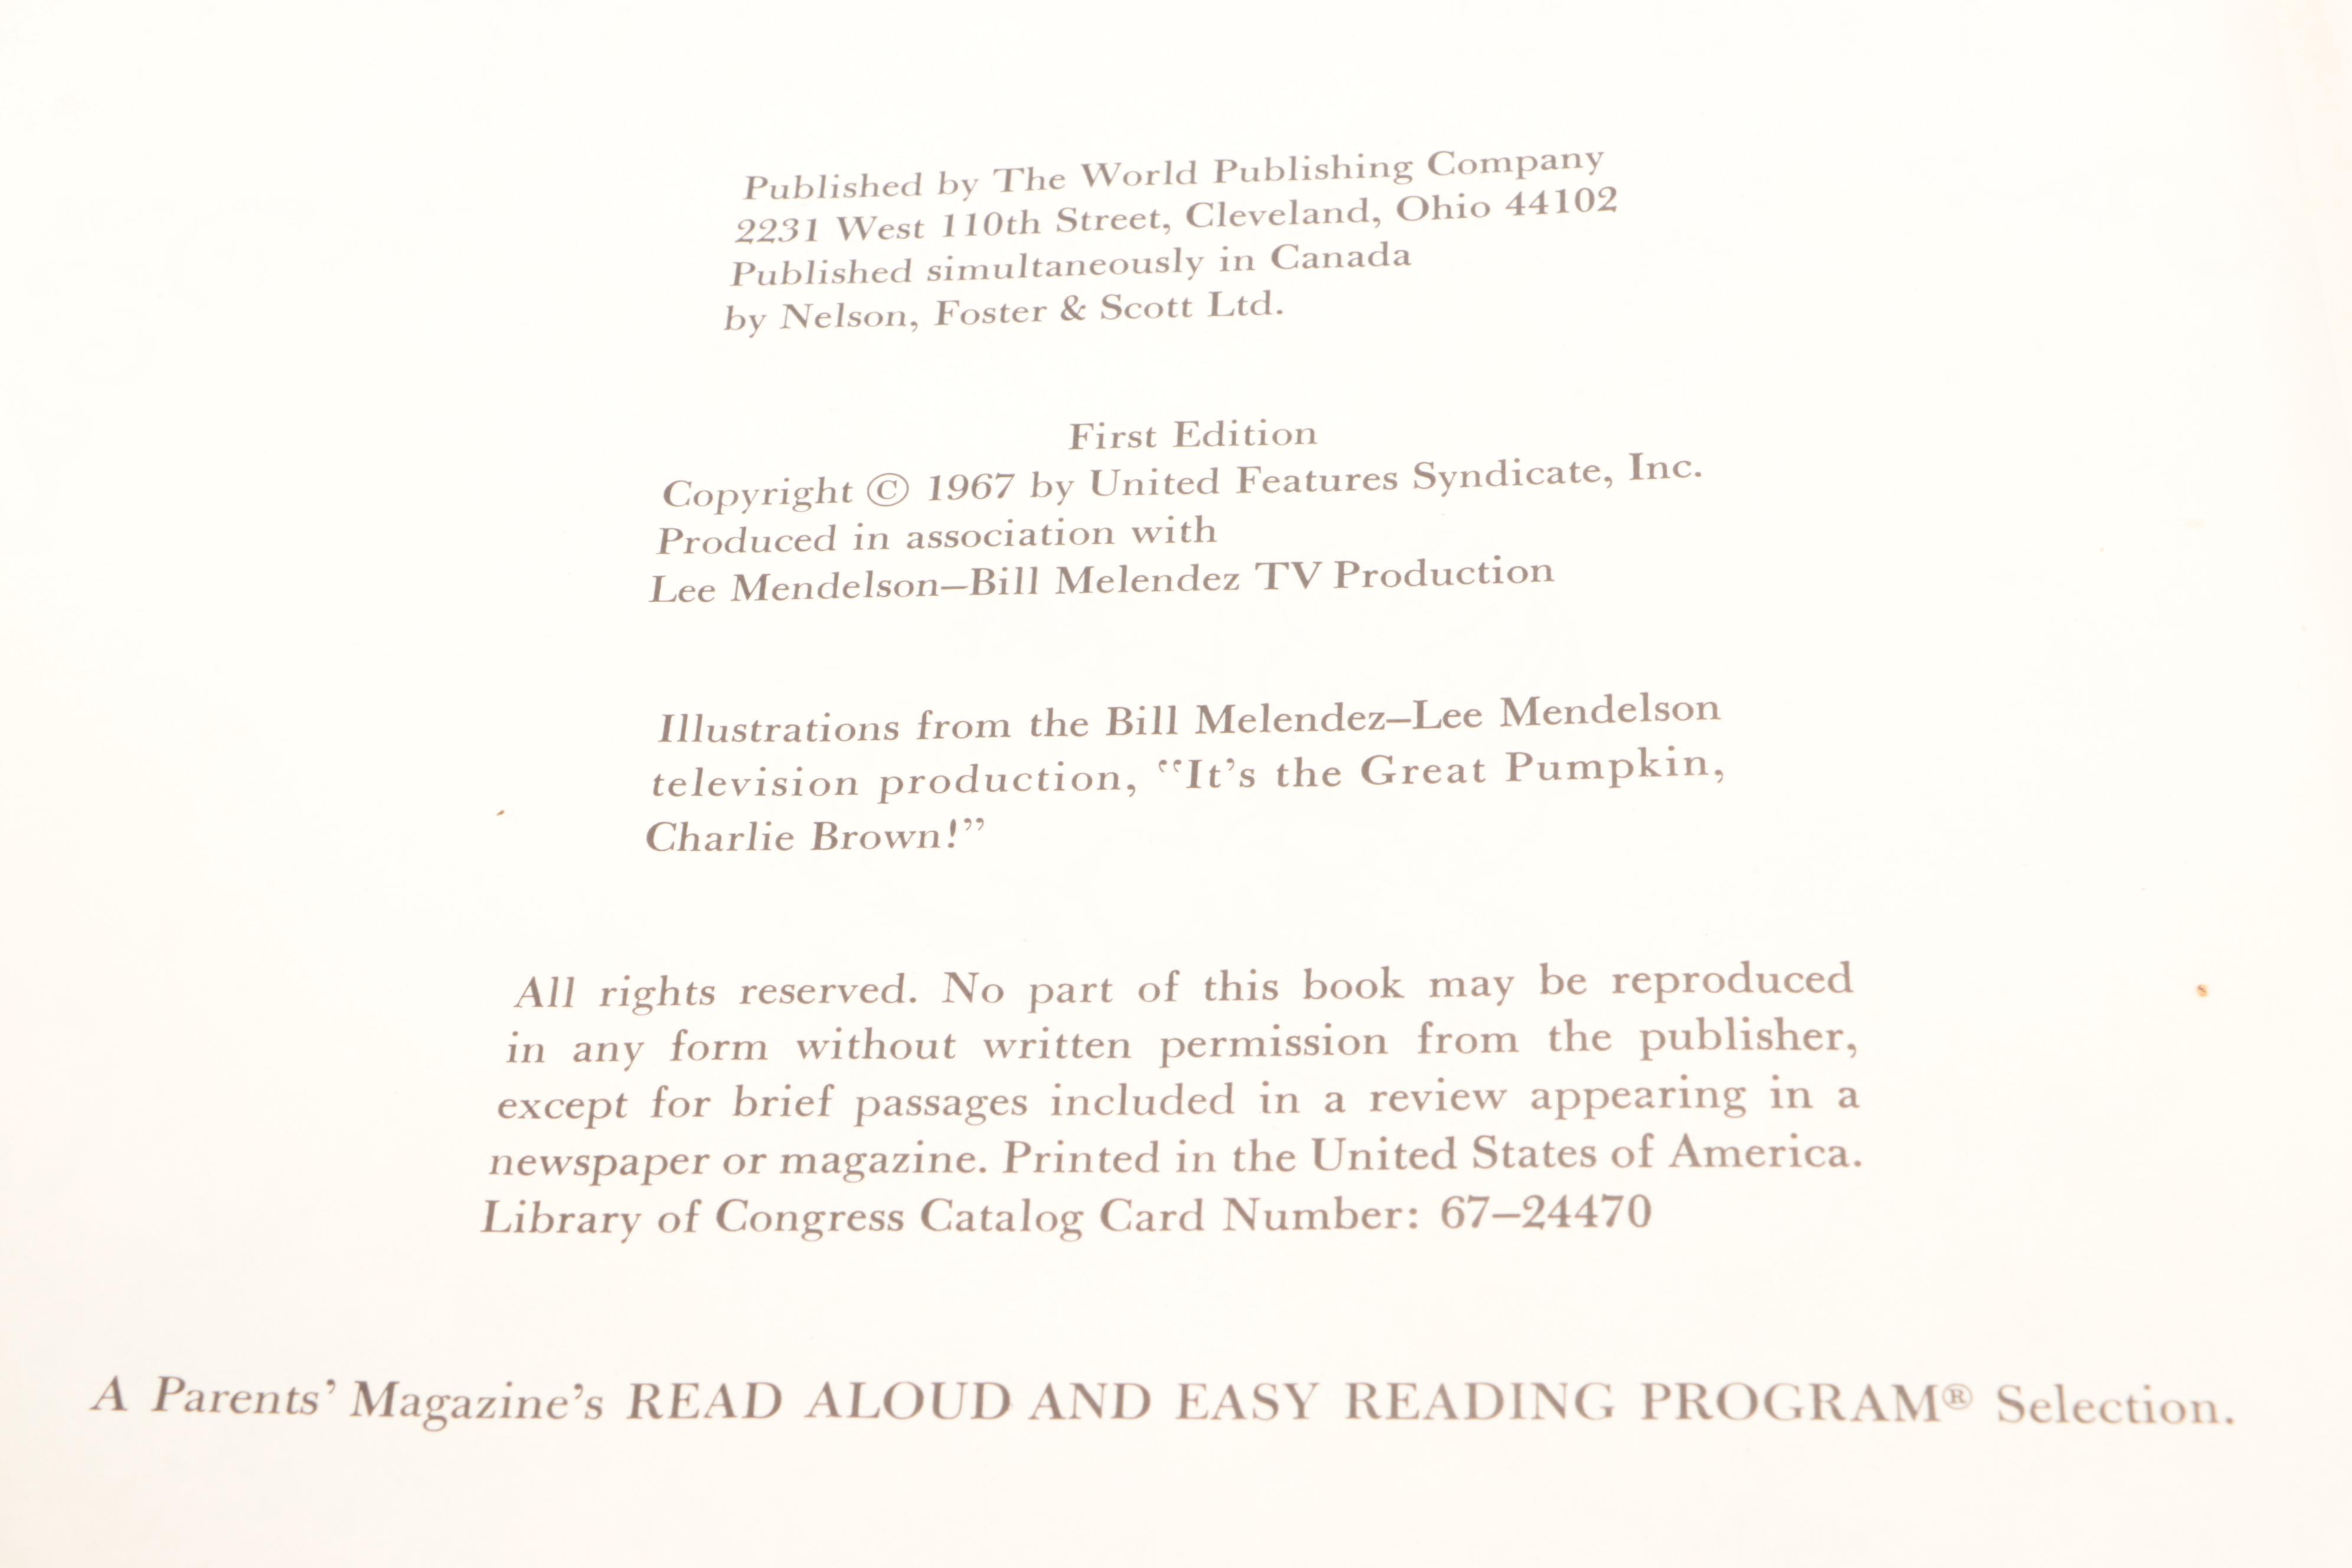 Published by The World Publishing Company
2231 West 110th Street, Cleveland, Ohio 44102
Published simultaneously in Canada
by Nelson, Foster & Scott Ltd.
First Edition
Copyright © 1967 by United Features Syndicate, Inc.
Produced in association with
Lee Mendelson—Bill Melendez TV Production
Illustrations from the Bill Melendez–Lee Mendelson
television production, “It’s the Great Pumpkin,
Charlie Brown!”
All rights reserved. No part of this book may be reproduced
in any form without written permission from the publisher,
except for brief passages included in a review appearing in a
newspaper or magazine. Printed in the United States of America.
Library of Congress Catalog Card Number: 67–24470
A Parents’ Magazine’s READ ALOUD AND EASY READING PROGRAM® Selection.